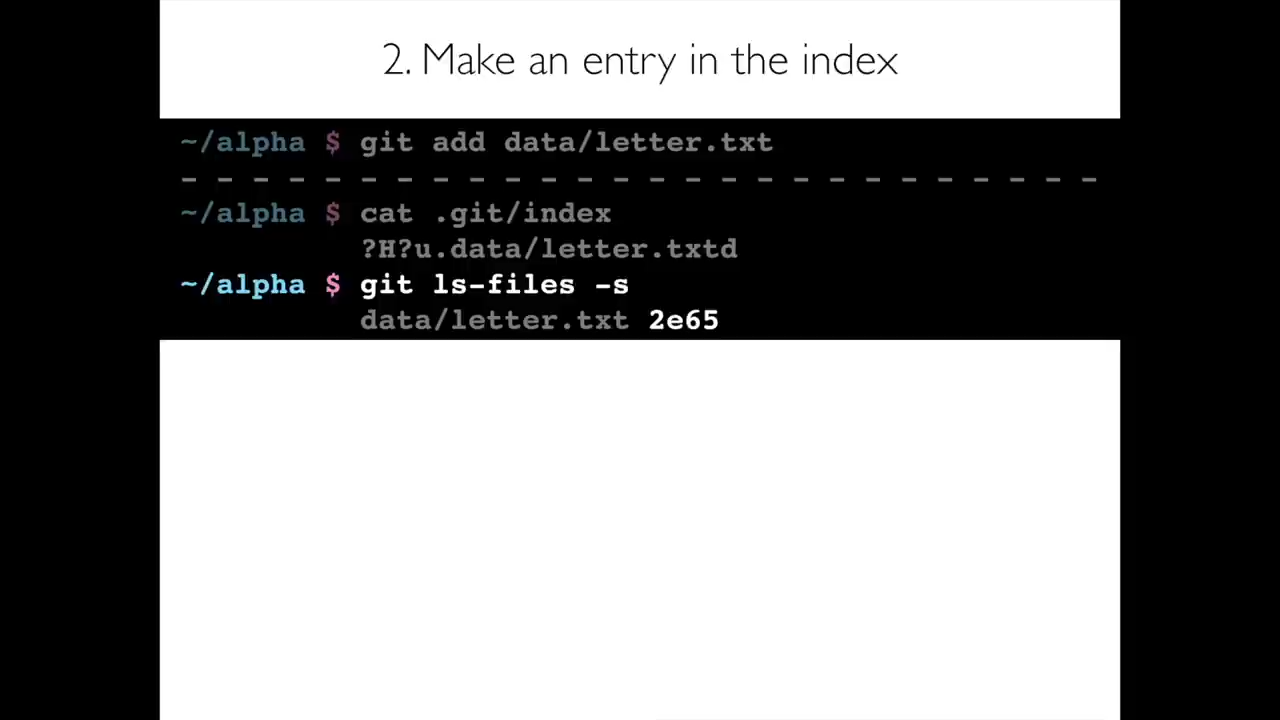 2. Make an entry in the index
~/alpha $ git add data/letter.txt
- - - - - - - - - - - - - - - - - - - - - - - - - -
~/alpha $ cat .git/index
?H?u.data/letter.txtd
~/alpha $ git ls-files -s
data/letter.txt 2e65